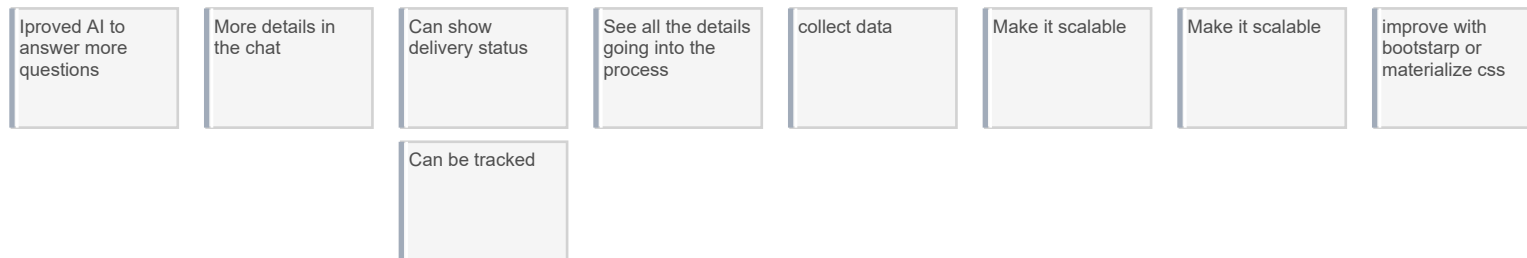 Iproved AI to
answer more
questions
More details in
the chat
Can show
delivery status
See all the details
going into the
process
collect data
Make it scalable
Make it scalable
improve with
bootstarp or
materialize css
Can be tracked